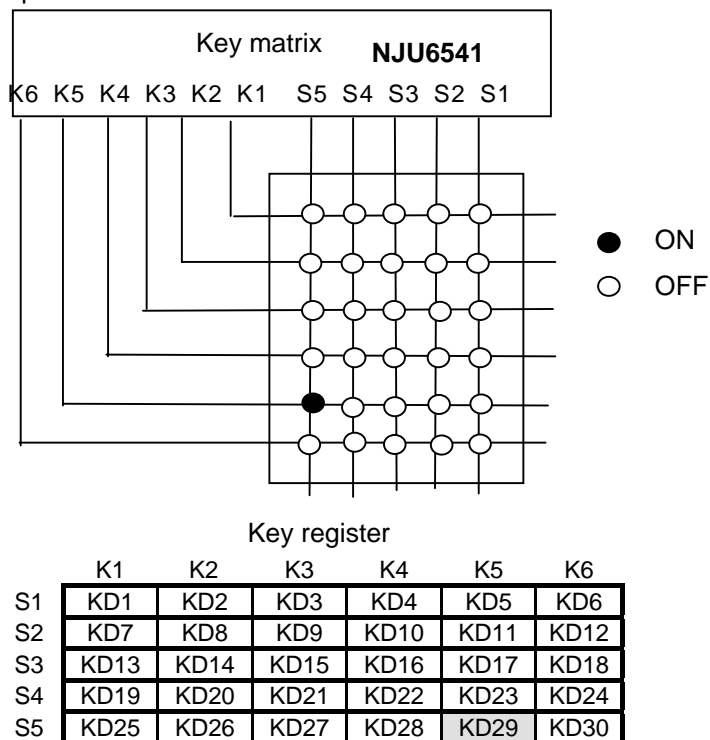 Key matrix NJU6541
K6 K5 K4 K3 K2 K1 S5 S4 S3 S2 S1
ON
OFF
Key register
K1 K2 K3 K4 K5 K6
S1 KD1 KD2 KD3 KD4 KD5 KD6
S2 KD7 KD8 KD9 KD10 KD11 KD12
S3 KD13 KD14 KD15 KD16 KD17 KD18
S4 KD19 KD20 KD21 KD22 KD23 KD24
S5 KD25 KD26 KD27 KD28 KD29 KD30